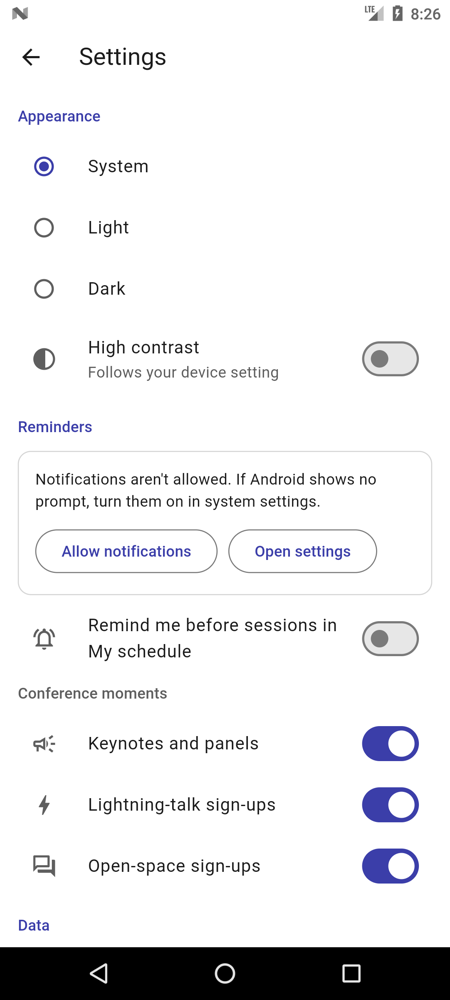 LTE 8:26
Settings
Appearance
System
Light
Dark
High contrast
Follows your device setting
Reminders
Notifications aren't allowed. If Android shows no
prompt, turn them on in system settings.
Allow notifications Open settings
Remind me before sessions in
My schedule
Conference moments
Keynotes and panels
Lightning-talk sign-ups
Open-space sign-ups
Data